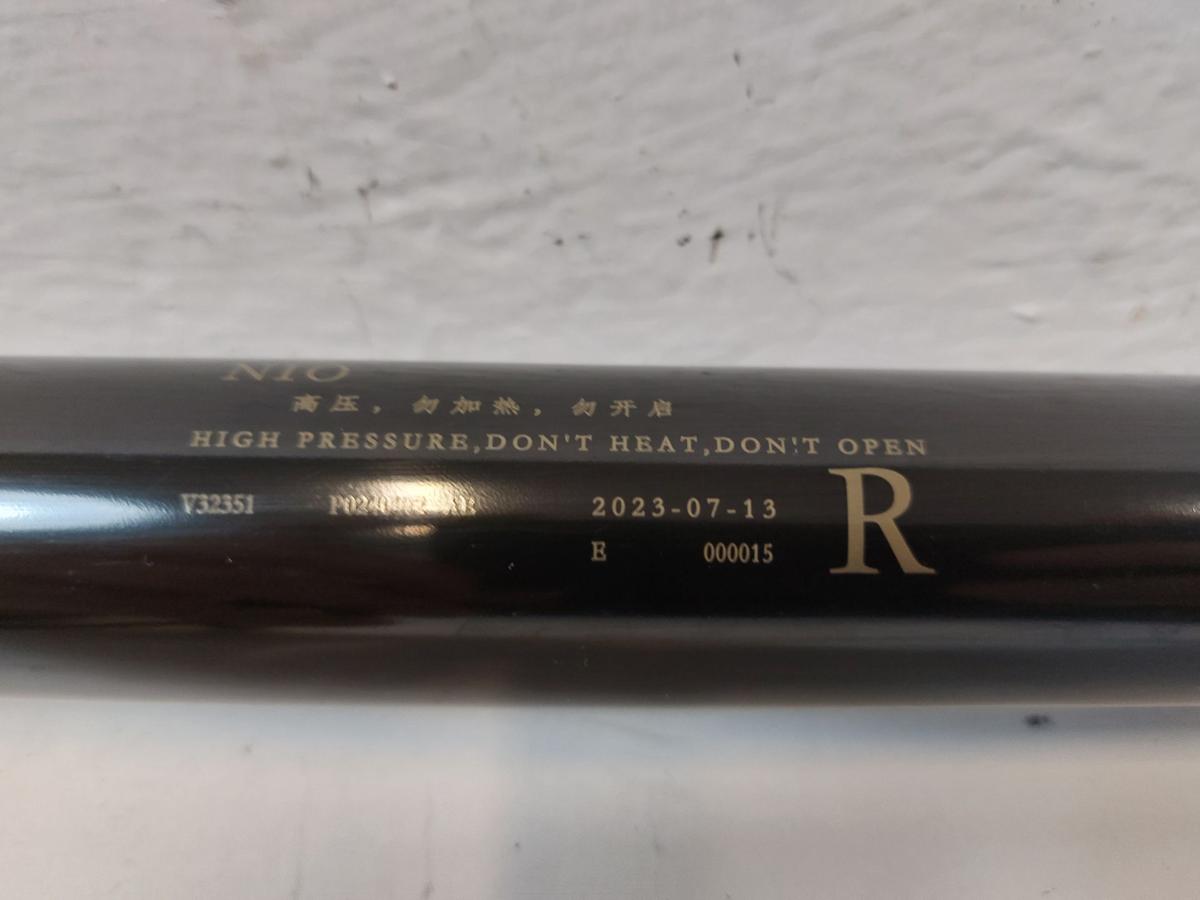 NIO
高压，勿加热，勿开启
HIGH PRESSURE,DON'T HEAT,DON'T OPEN
V32351 2023-07-13
E 000015
R